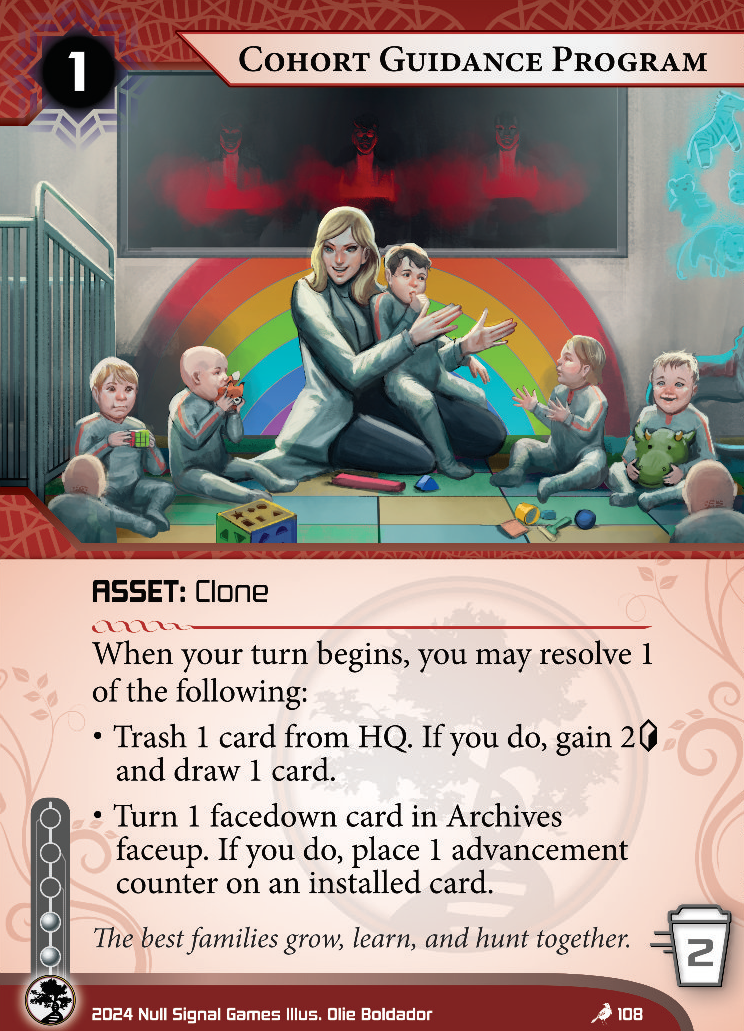 1
Cohort Guidance Program
ASSET: Clone
When your turn begins, you may resolve 1
of the following:
• Trash 1 card from HQ. If you do, gain 2
and draw 1 card.
• Turn 1 facedown card in Archives
faceup. If you do, place 1 advancement
counter on an installed card.
The best families grow, learn, and hunt together.
2
2024 Null Signal Games Illus. Olie Boldador
108